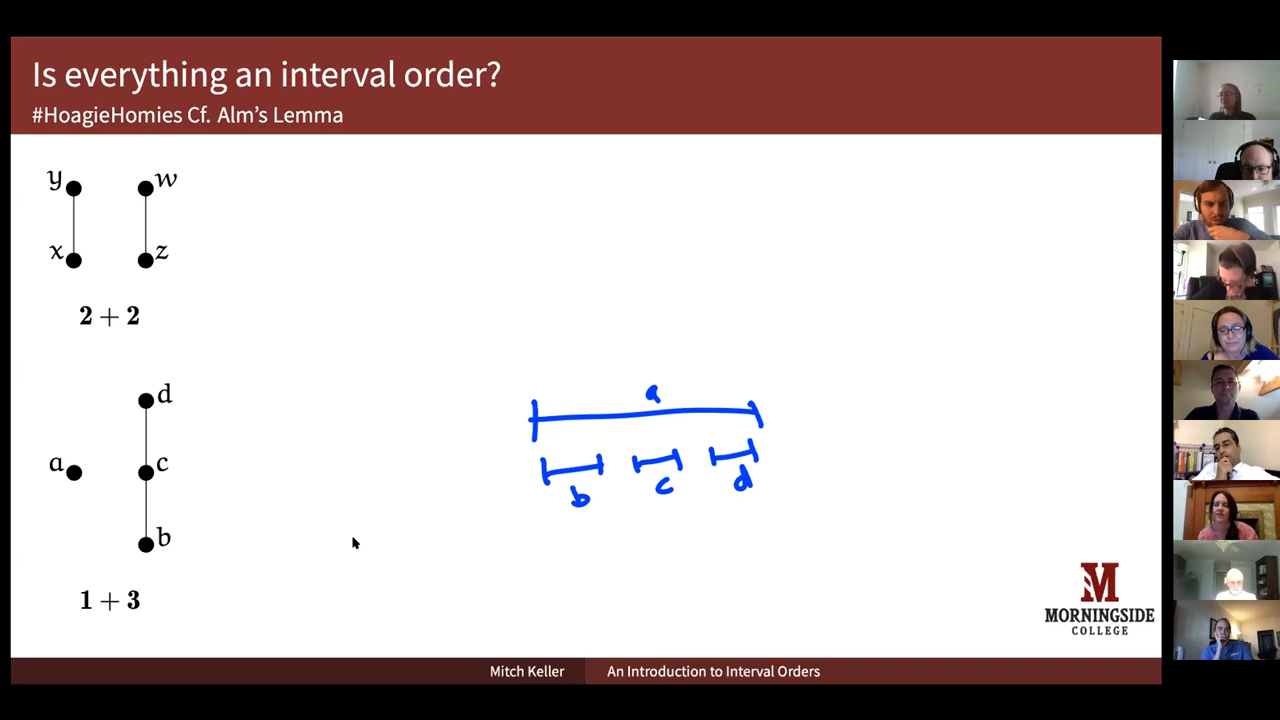 Is everything an interval order?
#HoagieHomies Cf. Alm's Lemma
y w
x z
2 + 2
d
a c
b
1 + 3
a
b c d
M
MORNINGSIDE
COLLEGE
Mitch Keller An Introduction to Interval Orders